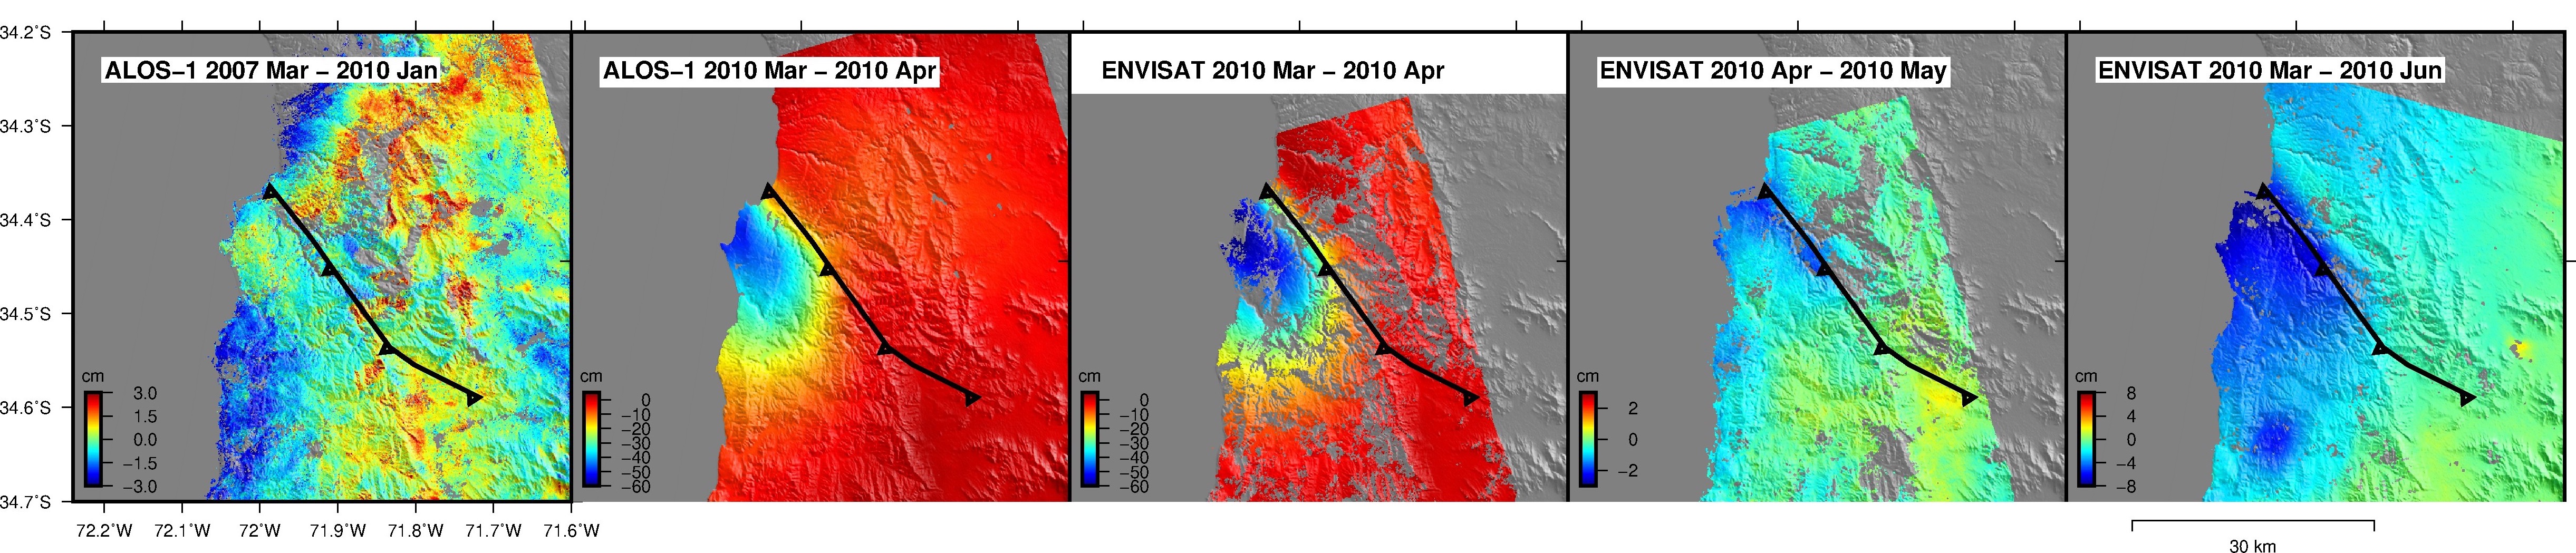 34.2°S
34.3°S
34.4°S
34.5°S
34.6°S
34.7°S
ALOS−1 2007 Mar − 2010 Jan
cm
3.0
1.5
0.0
−1.5
−3.0
72.2°W 72.1°W 72°W 71.9°W 71.8°W 71.7°W 71.6°W
ALOS−1 2010 Mar − 2010 Apr
cm
0
−10
−20
−30
−40
−50
−60
ENVISAT 2010 Mar − 2010 Apr
cm
0
−10
−20
−30
−40
−50
−60
ENVISAT 2010 Apr − 2010 May
cm
2
0
−2
ENVISAT 2010 Mar − 2010 Jun
cm
8
4
0
−4
−8
30 km